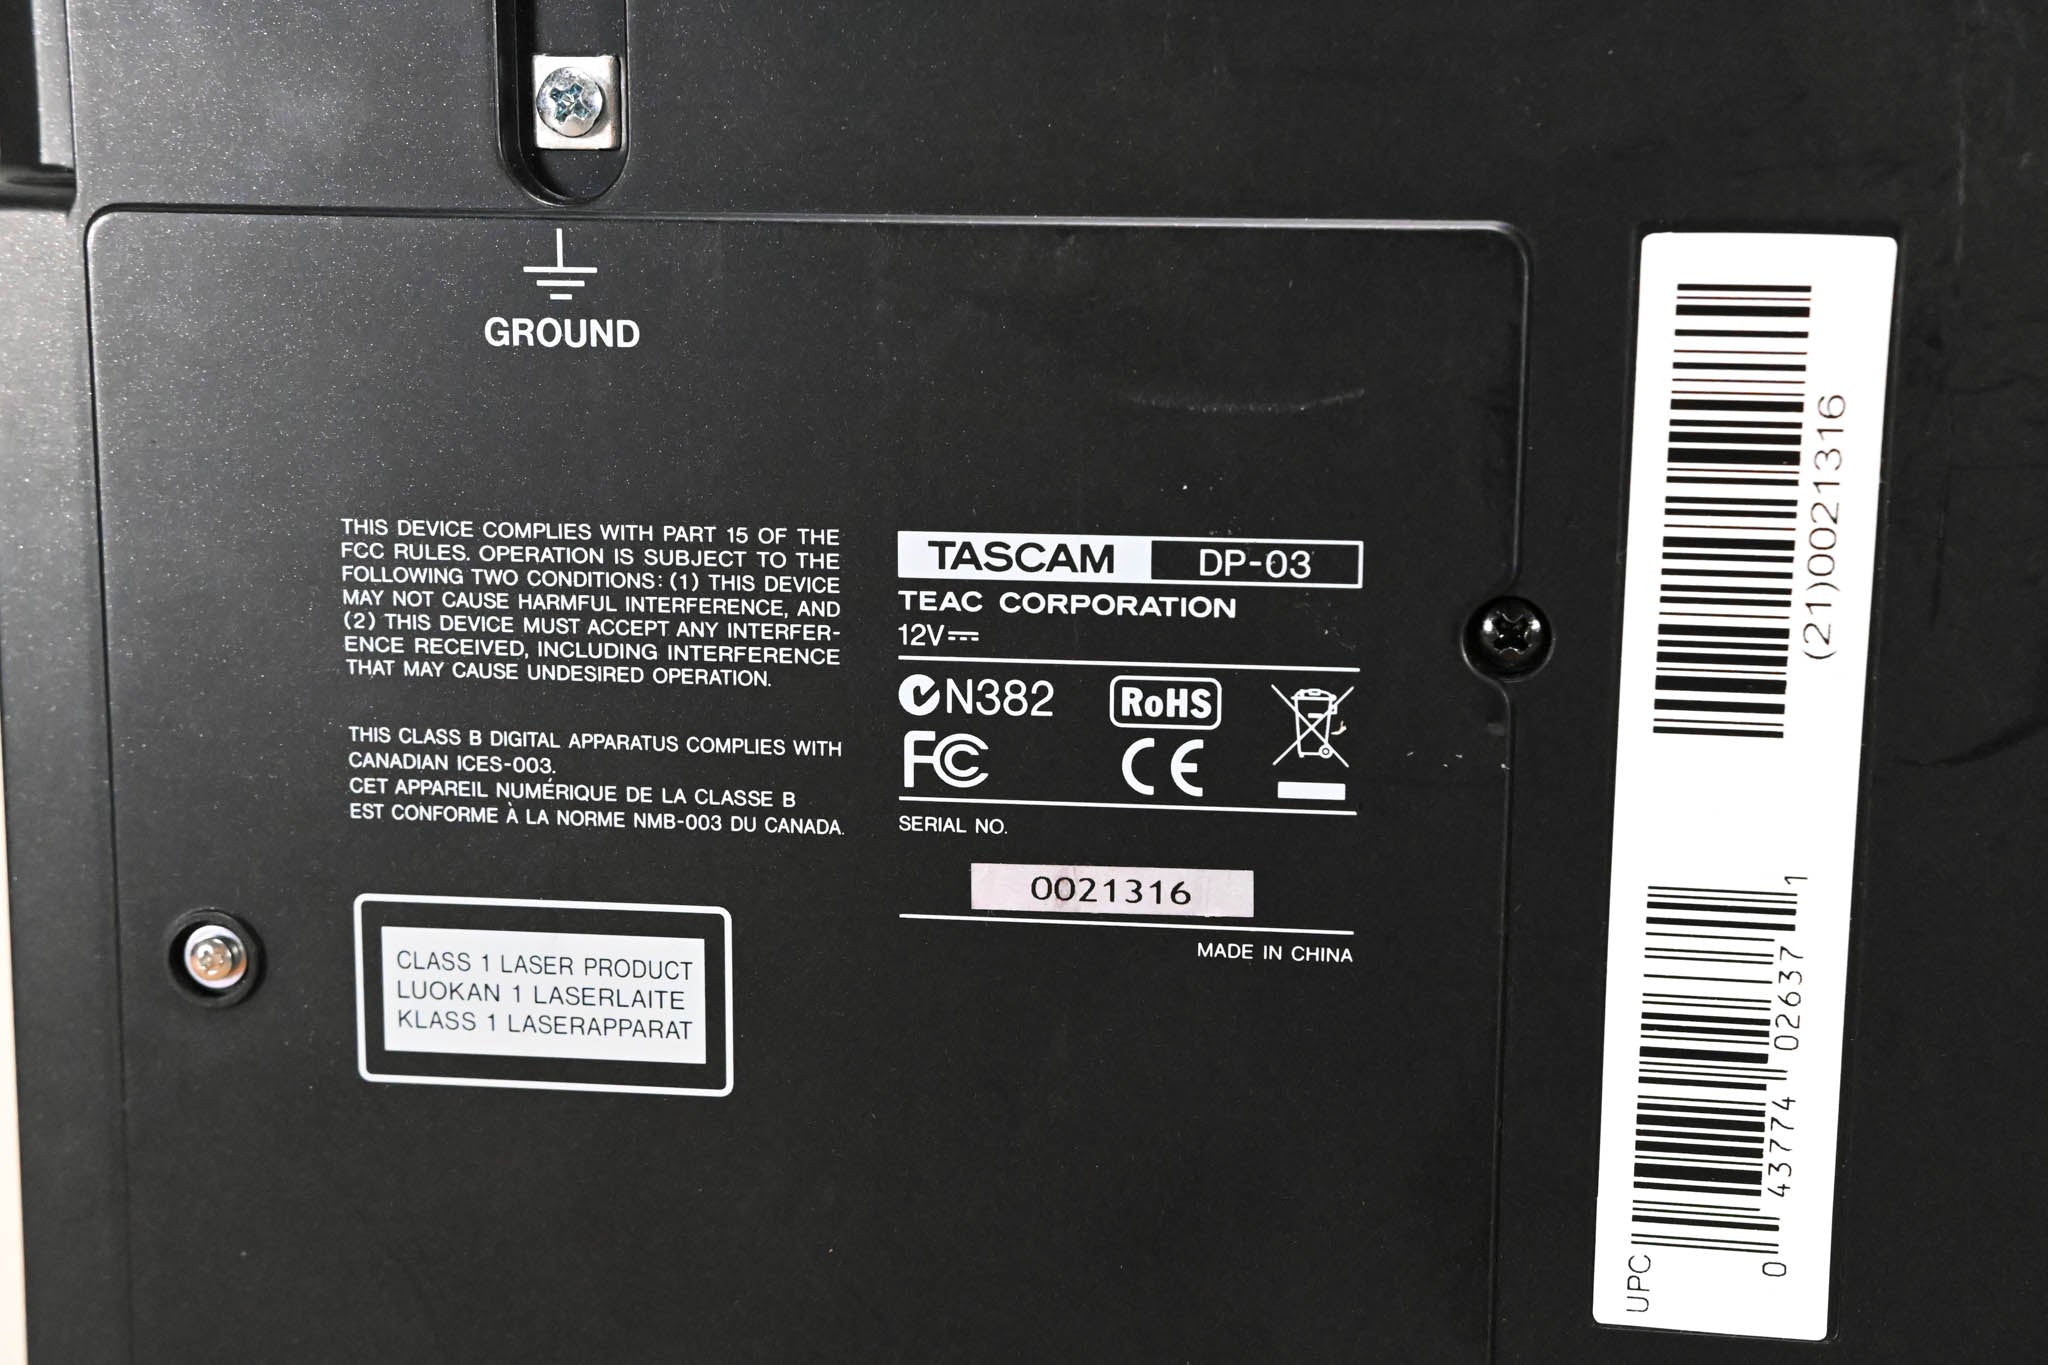 GROUND
THIS DEVICE COMPLIES WITH PART 15 OF THE
FCC RULES. OPERATION IS SUBJECT TO THE
FOLLOWING TWO CONDITIONS: (1) THIS DEVICE
MAY NOT CAUSE HARMFUL INTERFERENCE, AND
(2) THIS DEVICE MUST ACCEPT ANY INTERFER-
ENCE RECEIVED, INCLUDING INTERFERENCE
THAT MAY CAUSE UNDESIRED OPERATION.
THIS CLASS B DIGITAL APPARATUS COMPLIES WITH
CANADIAN ICES-003.
CET APPAREIL NUMÉRIQUE DE LA CLASSE B
EST CONFORME À LA NORME NMB-003 DU CANADA.
CLASS 1 LASER PRODUCT
LUOKAN 1 LASERLAITE
KLASS 1 LASERAPPARAT
TASCAM DP-03
TEAC CORPORATION
12V
N382 RoHS
FC CE
SERIAL NO.
0021316
MADE IN CHINA
(21)0021316
UPC
0 43774 02637 1